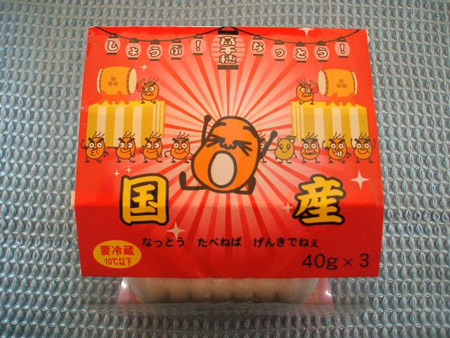 しょうぶ!
なっとう!
国産
なっとう たべねば げんきでねぇ
要冷蔵
10℃以下
40g×3